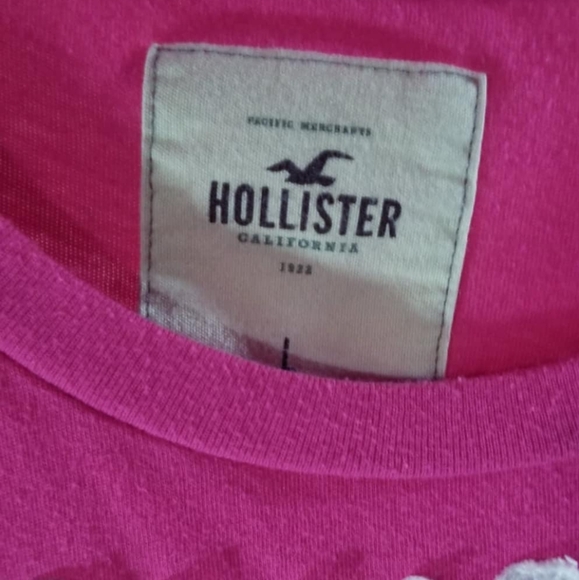 PACIFIC MERCHANTS
HOLLISTER
CALIFORNIA
1922
L